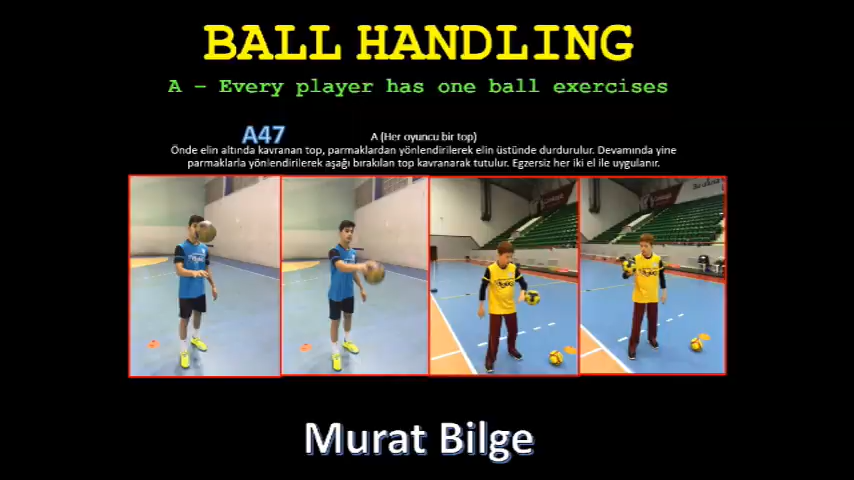 BALL HANDLING
A – Every player has one ball exercises
A47
A (Her oyuncu bir top)
Önde elin altında kavranan top, parmaklardan yönlendirilerek elin üstünde durdurulur. Devamında yine
parmaklarla yönlendirilerek aşağı bırakılan top kavranarak tutulur. Egzersiz her iki el ile uygulanır.
Murat Bilge